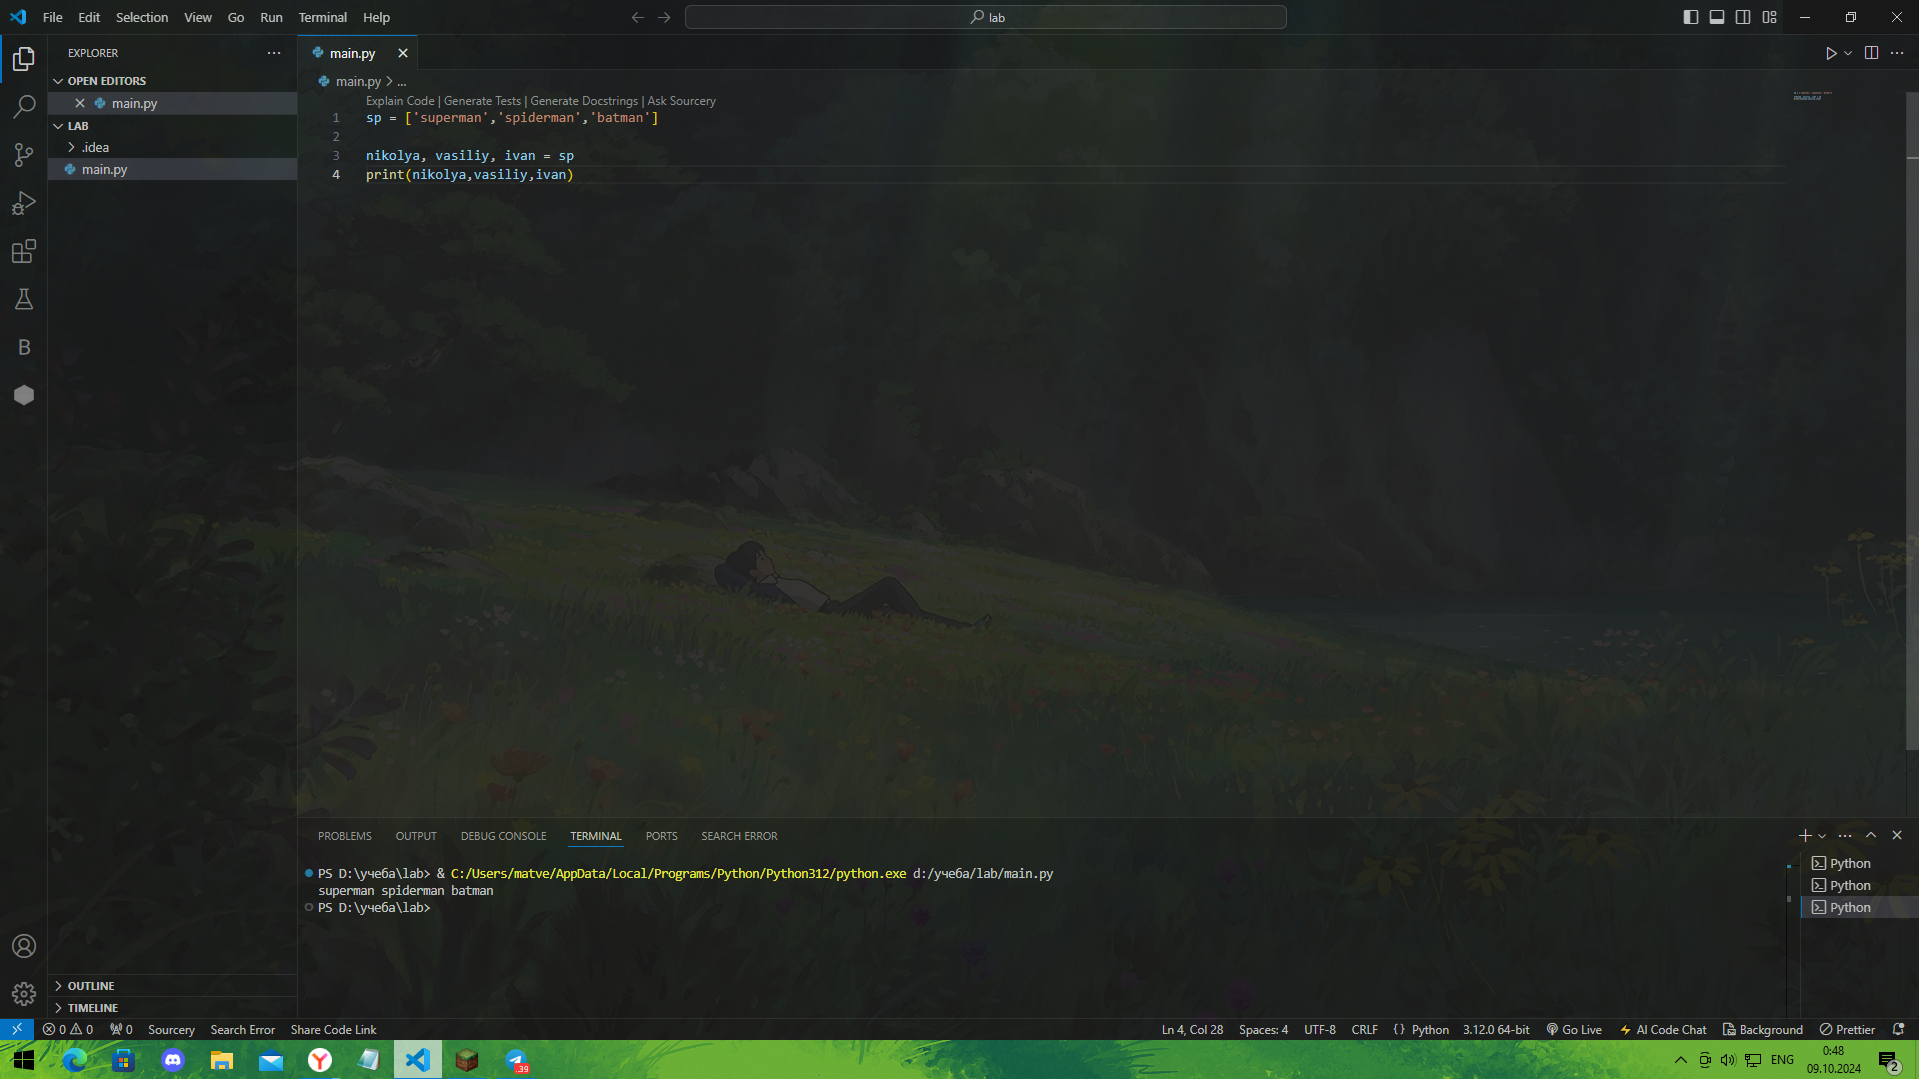 File Edit Selection View Go Run Terminal Help
lab
EXPLORER
OPEN EDITORS
main.py
LAB
.idea
main.py
main.py
main.py > ...
Explain Code | Generate Tests | Generate Docstrings | Ask Sourcery
1 sp = ['superman','spiderman','batman']
2
3 nikolya, vasiliy, ivan = sp
4 print(nikolya,vasiliy,ivan)
PROBLEMS OUTPUT DEBUG CONSOLE TERMINAL PORTS SEARCH ERROR
PS D:\учеба\lab> & C:/Users/matve/AppData/Local/Programs/Python/Python312/python.exe d:/учеба/lab/main.py
superman spiderman batman
PS D:\учеба\lab>
Python
Python
Python
B
OUTLINE
TIMELINE
0 0 0 Sourcery Search Error Share Code Link
Ln 4, Col 28 Spaces: 4 UTF-8 CRLF {} Python 3.12.0 64-bit Go Live AI Code Chat Background Prettier
39
ENG
0:48
09.10.2024
2